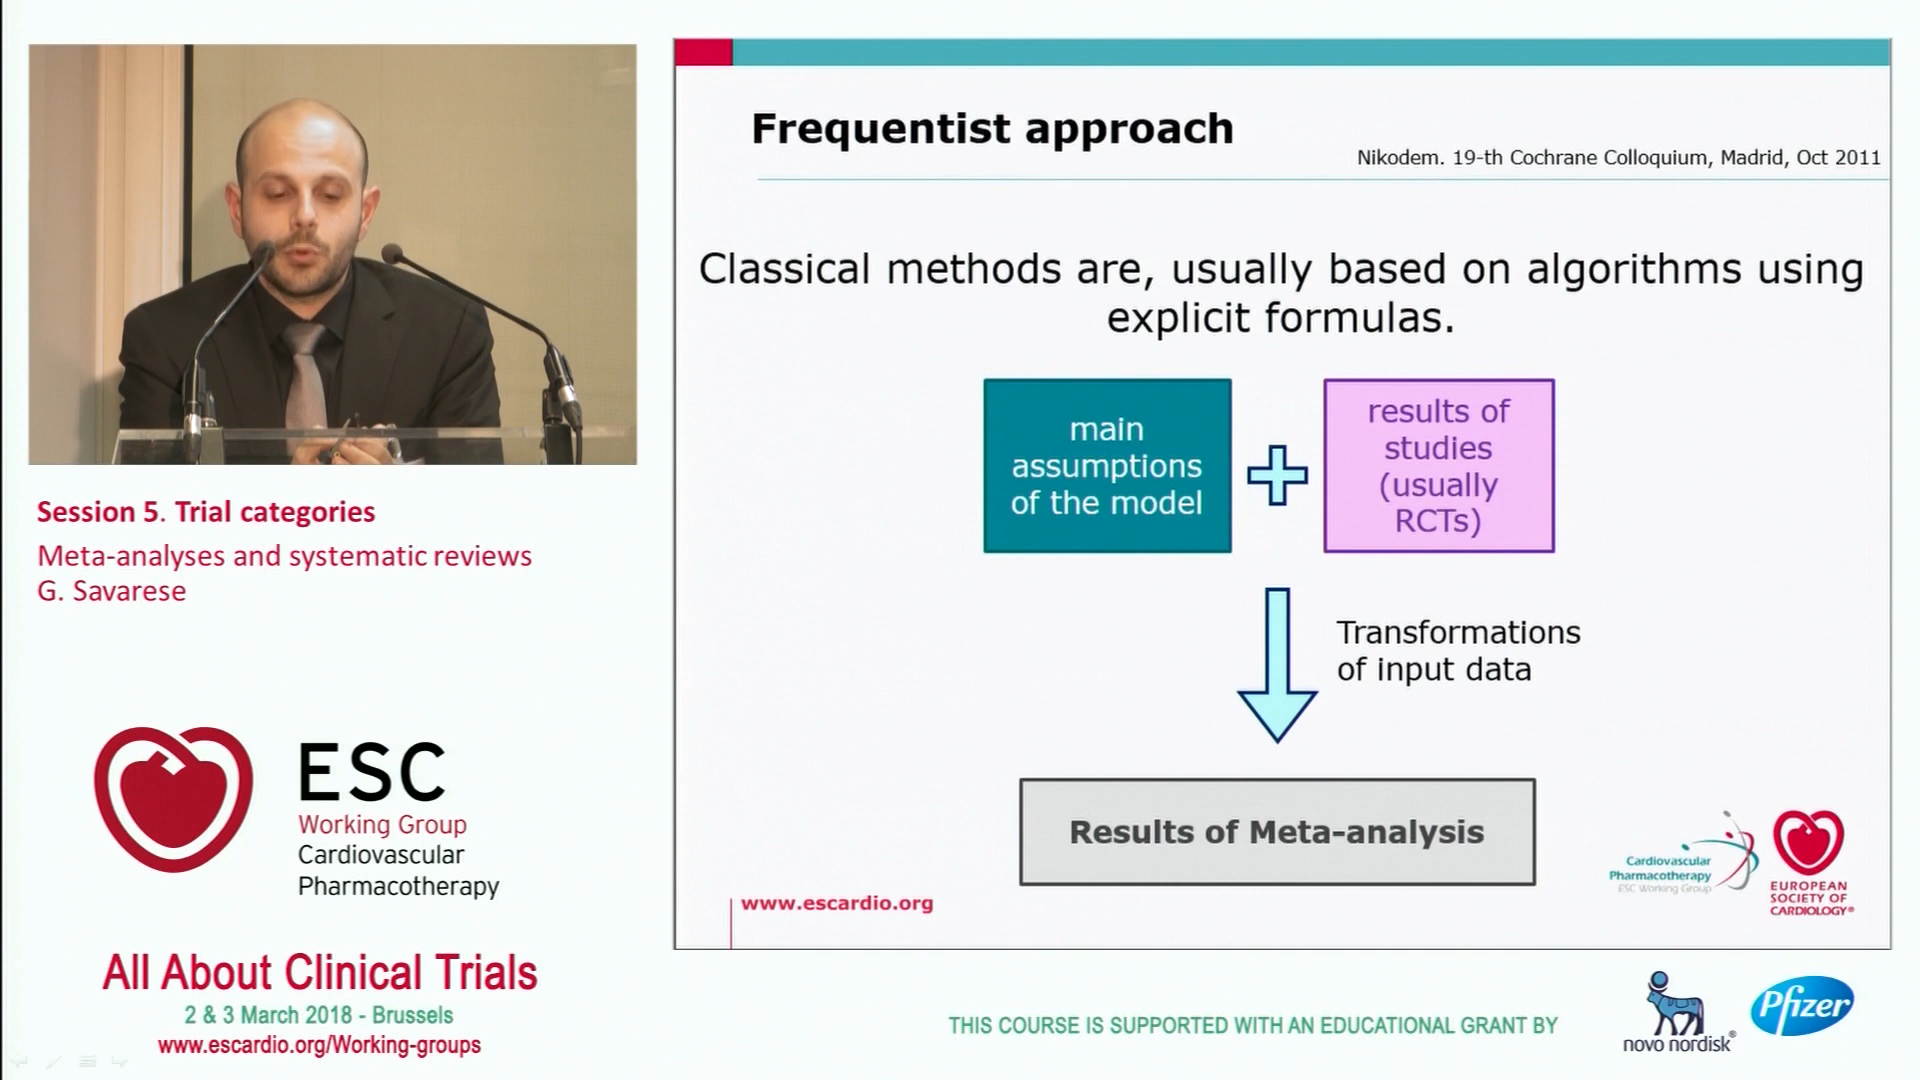 Session 5. Trial categories
Meta-analyses and systematic reviews
G. Savarese
ESC
Working Group
Cardiovascular
Pharmacotherapy
All About Clinical Trials
2 & 3 March 2018 - Brussels
www.escardio.org/Working-groups
Frequentist approach
Nikodem. 19-th Cochrane Colloquium, Madrid, Oct 2011
Classical methods are, usually based on algorithms using
explicit formulas.
main
assumptions
of the model
results of
studies
(usually
RCTs)
Transformations
of input data
Results of Meta-analysis
www.escardio.org
Cardiovascular
Pharmacotherapy
ESC Working Group
EUROPEAN
SOCIETY OF
CARDIOLOGY®
THIS COURSE IS SUPPORTED WITH AN EDUCATIONAL GRANT BY
novo nordisk®
Pfizer